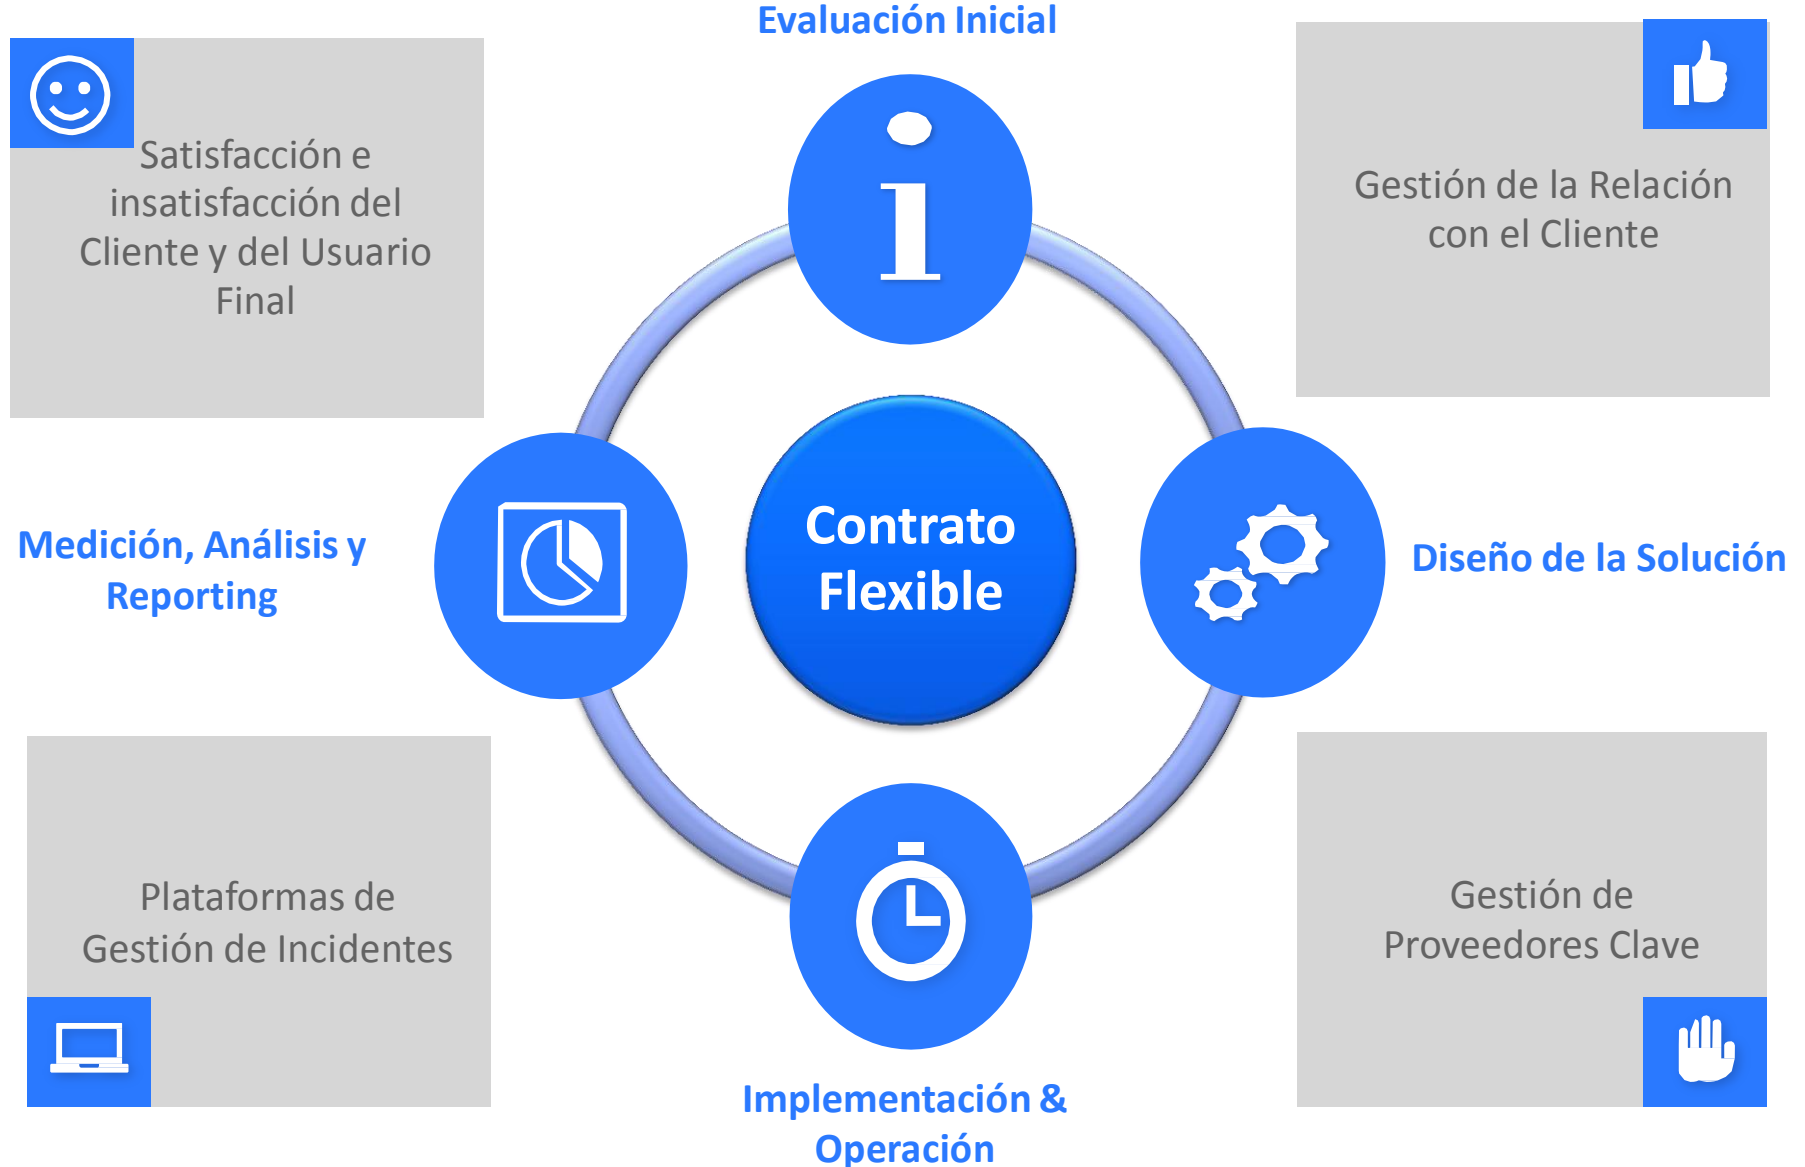 Evaluación Inicial
Satisfacción e
insatisfacción del
Cliente y del Usuario
Final
Gestión de la Relación
con el Cliente
Medición, Análisis y
Reporting
Contrato
Flexible
Diseño de la Solución
Plataformas de
Gestión de Incidentes
Gestión de
Proveedores Clave
Implementación &
Operación